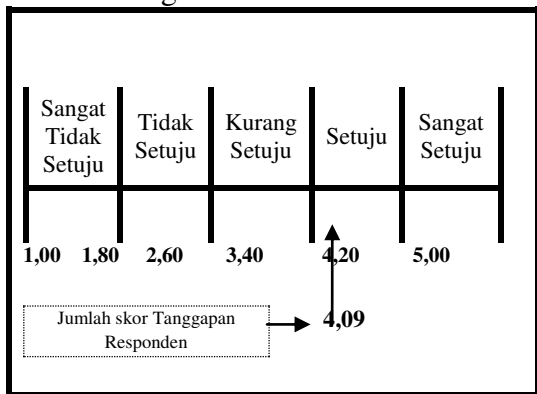 Sangat
Tidak
Setuju
Tidak
Setuju
Kurang
Setuju
Setuju
Sangat
Setuju
1,00 1,80 2,60 3,40 4,20 5,00
Jumlah skor Tanggapan
Responden
4,09